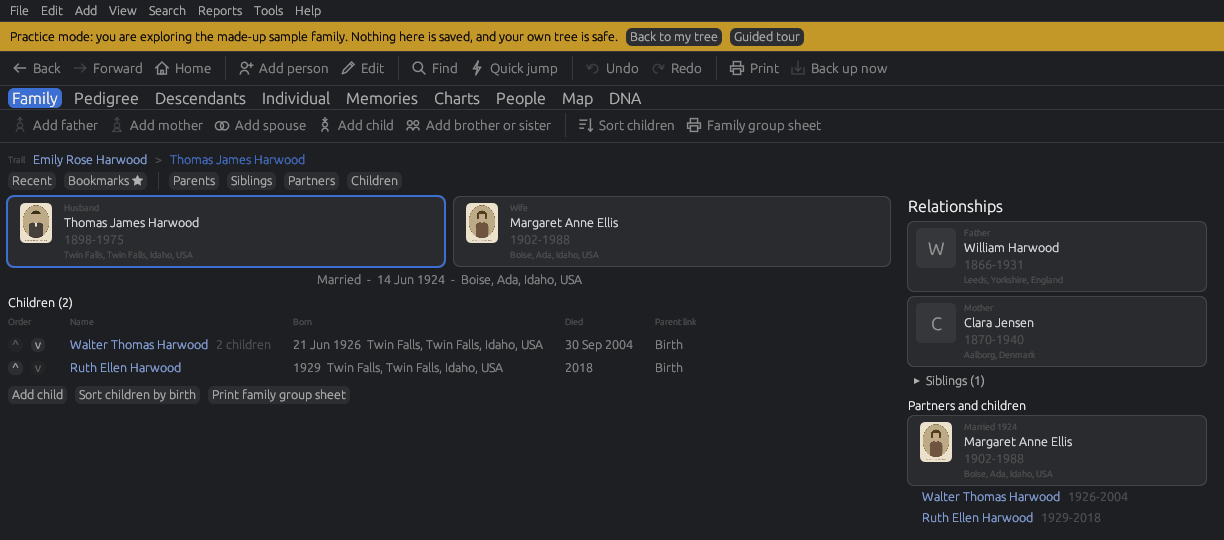 File Edit Add View Search Reports Tools Help
Practice mode: you are exploring the made-up sample family. Nothing here is saved, and your own tree is safe. Back to my tree Guided tour
Back Forward Home Add person Edit Find Quick jump Undo Redo Print Back up now
Family Pedigree Descendants Individual Memories Charts People Map DNA
Add father Add mother Add spouse Add child Add brother or sister Sort children Family group sheet
Trail Emily Rose Harwood > Thomas James Harwood
Recent Bookmarks★ Parents Siblings Partners Children
Husband
Thomas James Harwood
1898-1975
Twin Falls, Twin Falls, Idaho, USA
Wife
Margaret Anne Ellis
1902-1988
Boise, Ada, Idaho, USA
Married - 14 Jun 1924 - Boise, Ada, Idaho, USA
Children (2)
Order Name Born Died Parent link
^ v Walter Thomas Harwood 2 children 21 Jun 1926 Twin Falls, Twin Falls, Idaho, USA 30 Sep 2004 Birth
^ v Ruth Ellen Harwood 1929 Twin Falls, Twin Falls, Idaho, USA 2018 Birth
Add child Sort children by birth Print family group sheet
Relationships
W
Father
William Harwood
1866-1931
Leeds, Yorkshire, England
C
Mother
Clara Jensen
1870-1940
Aalborg, Denmark
▸ Siblings (1)
Partners and children
Married 1924
Margaret Anne Ellis
1902-1988
Boise, Ada, Idaho, USA
Walter Thomas Harwood 1926-2004
Ruth Ellen Harwood 1929-2018